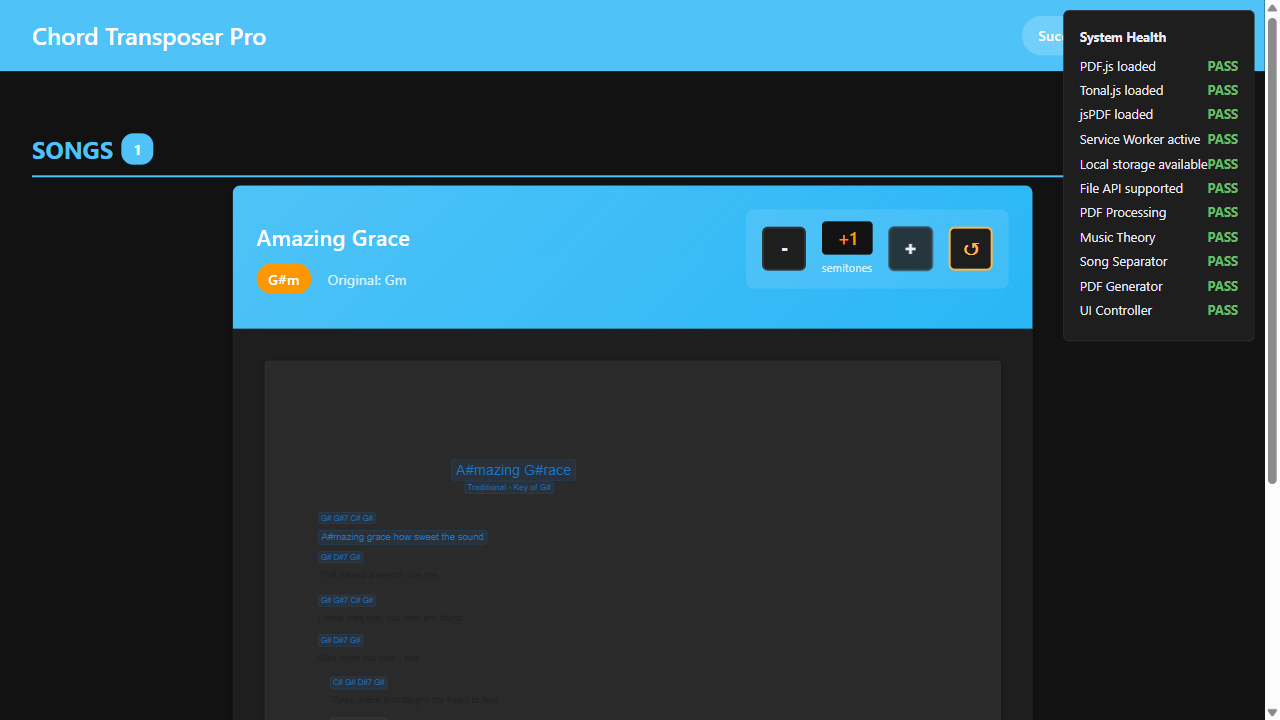 Chord Transposer Pro
Suc
System Health
PDF.js loaded PASS
Tonal.js loaded PASS
jsPDF loaded PASS
Service Worker active PASS
Local storage available PASS
File API supported PASS
PDF Processing PASS
Music Theory PASS
Song Separator PASS
PDF Generator PASS
UI Controller PASS
SONGS 1
Amazing Grace
G#m Original: Gm
- +1 + ↺
semitones
A#mazing G#race
Traditional - Key of G#
G# G#7 C# G#
A#mazing grace how sweet the sound
G# D#7 G#
That saved a wretch like me
G# G#7 C# G#
I once was lost, but now am found
G# D#7 G#
Was blind but now I see
C# G# D#7 G#
Twas grace that taught my heart to fear